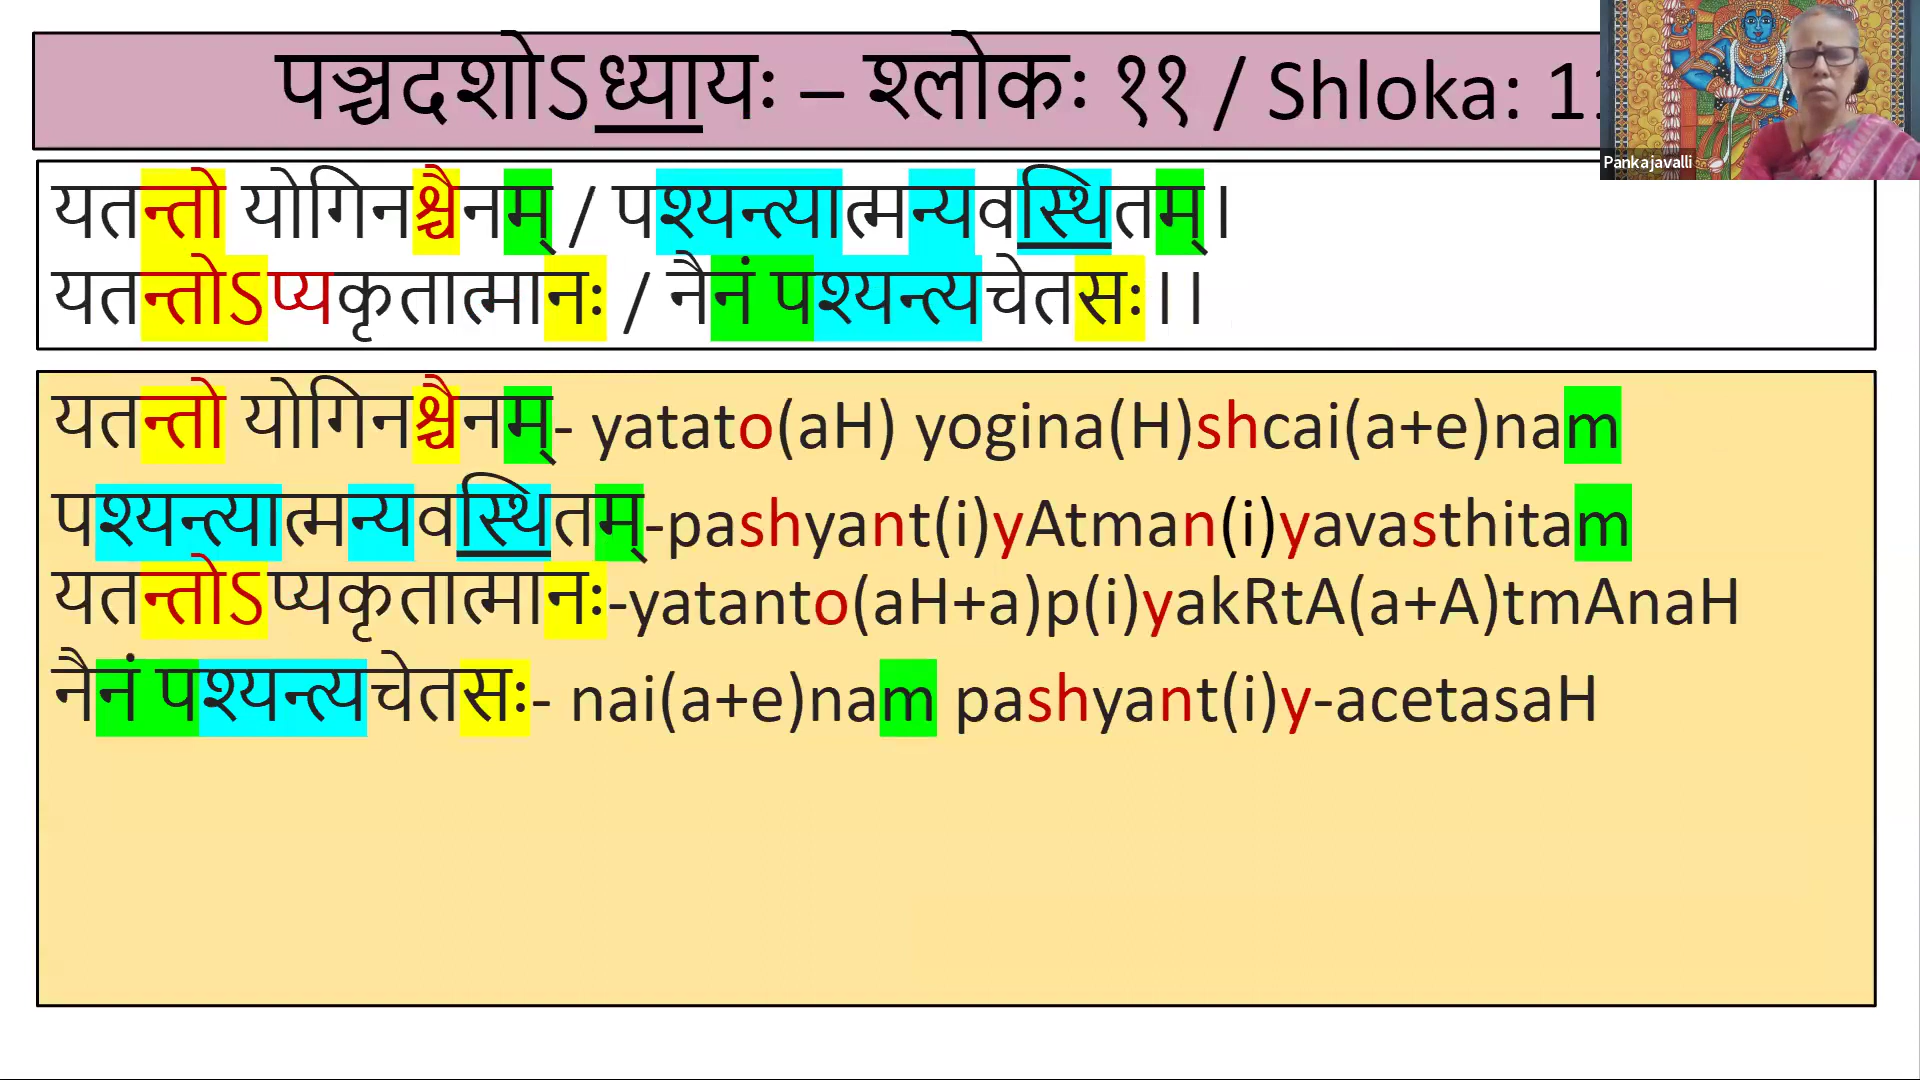 पञ्चदशोऽध्यायः – श्लोकः ११ / Shloka: 11
Pankajavalli
यतन्तो योगिनश्चैनम् / पश्यन्त्यात्मन्यवस्थितम्।
यतन्तोऽप्यकृतात्मानः / नैनं पश्यन्त्यचेतसः।।
यतन्तो योगिनश्चैनम्- yatato(aH) yogina(H)shcai(a+e)nam
पश्यन्त्यात्मन्यवस्थितम्-pashyant(i)yAtman(i)yavasthitam
यतन्तोऽप्यकृतात्मानः-yatanto(aH+a)p(i)yakRtA(a+A)tmAnaH
नैनं पश्यन्त्यचेतसः- nai(a+e)nam pashyant(i)y-acetasaH